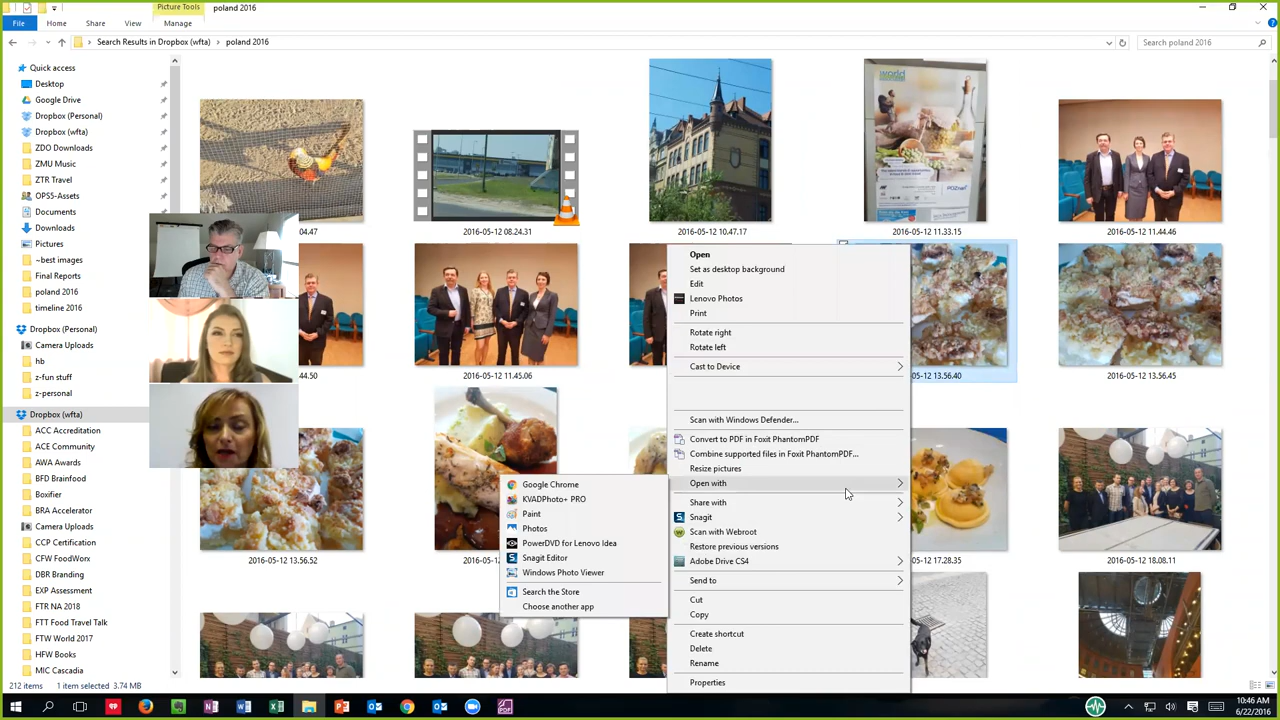 Picture Tools
poland 2016
File
Home
Share
View
Manage
Search Results in Dropbox (wfta)
poland 2016
Search poland 2016
Quick access
Desktop
Google Drive
Dropbox (Personal)
Dropbox (wfta)
ZDO Downloads
ZMU Music
ZTR Travel
OPS5-Assets
Documents
Downloads
Pictures
~best images
Final Reports
poland 2016
timeline 2016
Dropbox (Personal)
Camera Uploads
hb
z-fun stuff
z-personal
Dropbox (wfta)
ACC Accreditation
ACE Community
AWA Awards
BFD Brainfood
Boxifier
BRA Accelerator
Camera Uploads
CCP Certification
CFW FoodWorx
DBR Branding
EXP Assessment
FTR NA 2018
FTT Food Travel Talk
FTW World 2017
HFW Books
MIC Cascadia
04.47
2016-05-12 08.24.31
2016-05-12 10.47.17
world
POZnań
2016-05-12 11.33.15
2016-05-12 11.44.46
44.50
2016-05-12 11.45.06
05-12 13.56.40
2016-05-12 13.56.45
2016-05-12 13.56.52
2016-05-12
2 17.28.35
2016-05-12 18.08.11
Open
Set as desktop background
Edit
Lenovo Photos
Print
Rotate right
Rotate left
Cast to Device
Scan with Windows Defender...
Convert to PDF in Foxit PhantomPDF
Combine supported files in Foxit PhantomPDF...
Resize pictures
Open with
Share with
Snagit
Scan with Webroot
Restore previous versions
Adobe Drive CS4
Send to
Cut
Copy
Create shortcut
Delete
Rename
Properties
Google Chrome
KVADPhoto+ PRO
Paint
Photos
PowerDVD for Lenovo Idea
Snagit Editor
Windows Photo Viewer
Search the Store
Choose another app
212 items
1 item selected 3.74 MB
10:46 AM
6/22/2016